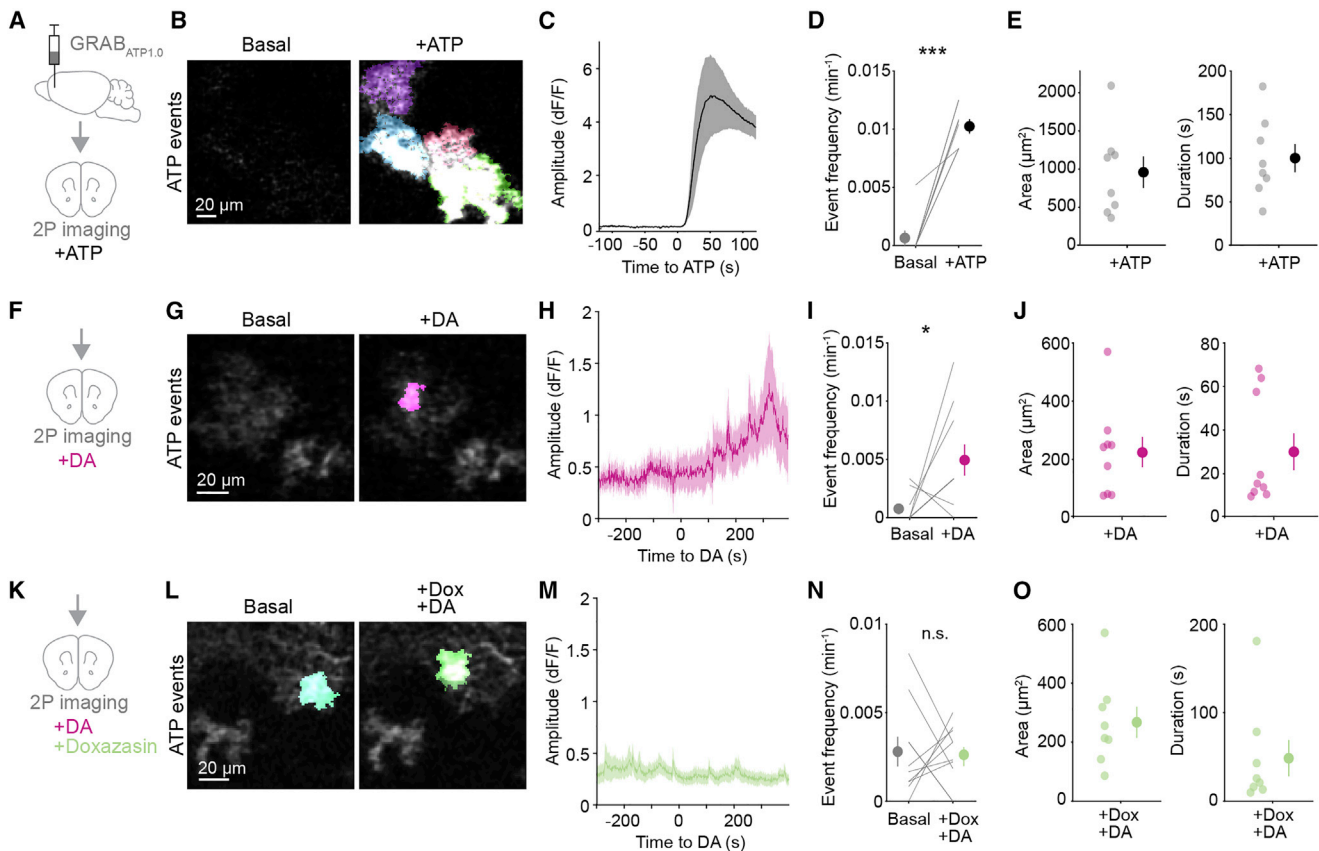 A
GRAB ATP1.0
2P imaging
+ATP
B
Basal
+ATP
ATP events
20 µm
C
Amplitude (dF/F)
6
4
2
0
-100 -50 0 50 100
Time to ATP (s)
D
***
Event frequency (min⁻¹)
0.015
0.01
0.005
0
Basal +ATP
E
Area (µm²)
2000
1500
1000
500
0
+ATP
Duration (s)
200
150
100
50
0
+ATP
F
2P imaging
+DA
G
Basal
+DA
ATP events
20 µm
H
Amplitude (dF/F)
2
1.5
1
0.5
0
-200 0 200
Time to DA (s)
I
*
Event frequency (min⁻¹)
0.015
0.01
0.005
0
Basal +DA
J
Area (µm²)
600
400
200
0
+DA
Duration (s)
80
60
40
20
0
+DA
K
2P imaging
+DA
+Doxazasin
L
Basal
+Dox
+DA
ATP events
20 µm
M
Amplitude (dF/F)
2
1.5
1
0.5
0
-200 0 200
Time to DA (s)
N
n.s.
Event frequency (min⁻¹)
0.01
0.005
0
Basal +Dox
+DA
O
Area (µm²)
600
400
200
0
+Dox
+DA
Duration (s)
200
100
0
+Dox
+DA